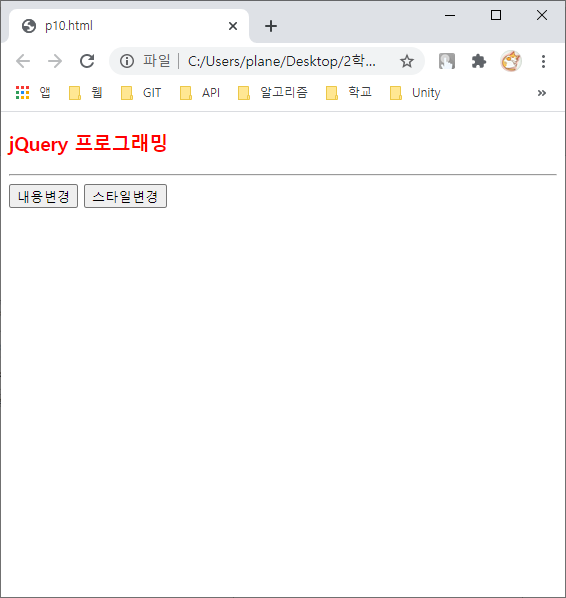 p10.html
파일 C:/Users/plane/Desktop/2학...
앱 웹 GIT API 알고리즘 학교 Unity
jQuery 프로그래밍
내용변경 스타일변경